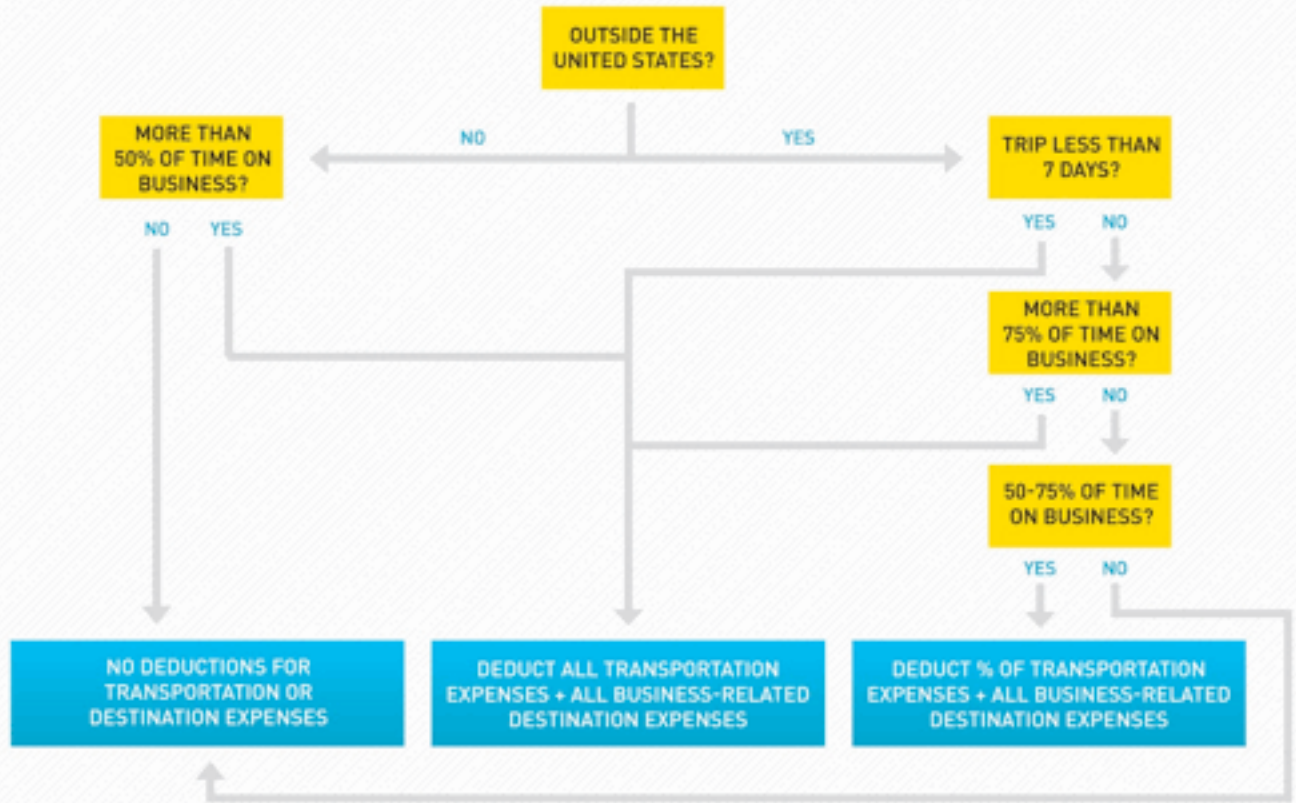 OUTSIDE THE
UNITED STATES?
NO
YES
MORE THAN
50% OF TIME ON
BUSINESS?
TRIP LESS THAN
7 DAYS?
NO YES
YES NO
MORE THAN
75% OF TIME ON
BUSINESS?
YES NO
50-75% OF TIME
ON BUSINESS?
YES NO
NO DEDUCTIONS FOR
TRANSPORTATION OR
DESTINATION EXPENSES
DEDUCT ALL TRANSPORTATION
EXPENSES + ALL BUSINESS-RELATED
DESTINATION EXPENSES
DEDUCT % OF TRANSPORTATION
EXPENSES + ALL BUSINESS-RELATED
DESTINATION EXPENSES